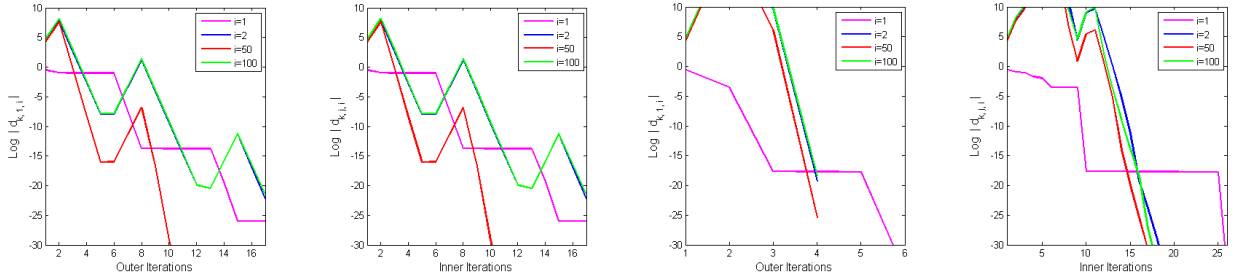 10
5
0
-5
-10
-15
-20
-25
-30
Log | d_{k,1,i}|
2 4 6 8 10 12 14 16
Outer Iterations
i=1
i=2
i=50
i=100
10
5
0
-5
-10
-15
-20
-25
-30
Log | d_{k,j,i}|
2 4 6 8 10 12 14 16
Inner Iterations
i=1
i=2
i=50
i=100
10
5
0
-5
-10
-15
-20
-25
-30
Log | d_{k,1,i}|
1 2 3 4 5 6
Outer Iterations
i=1
i=2
i=50
i=100
10
5
0
-5
-10
-15
-20
-25
-30
Log | d_{k,j,i}|
5 10 15 20 25
Inner Iterations
i=1
i=2
i=50
i=100